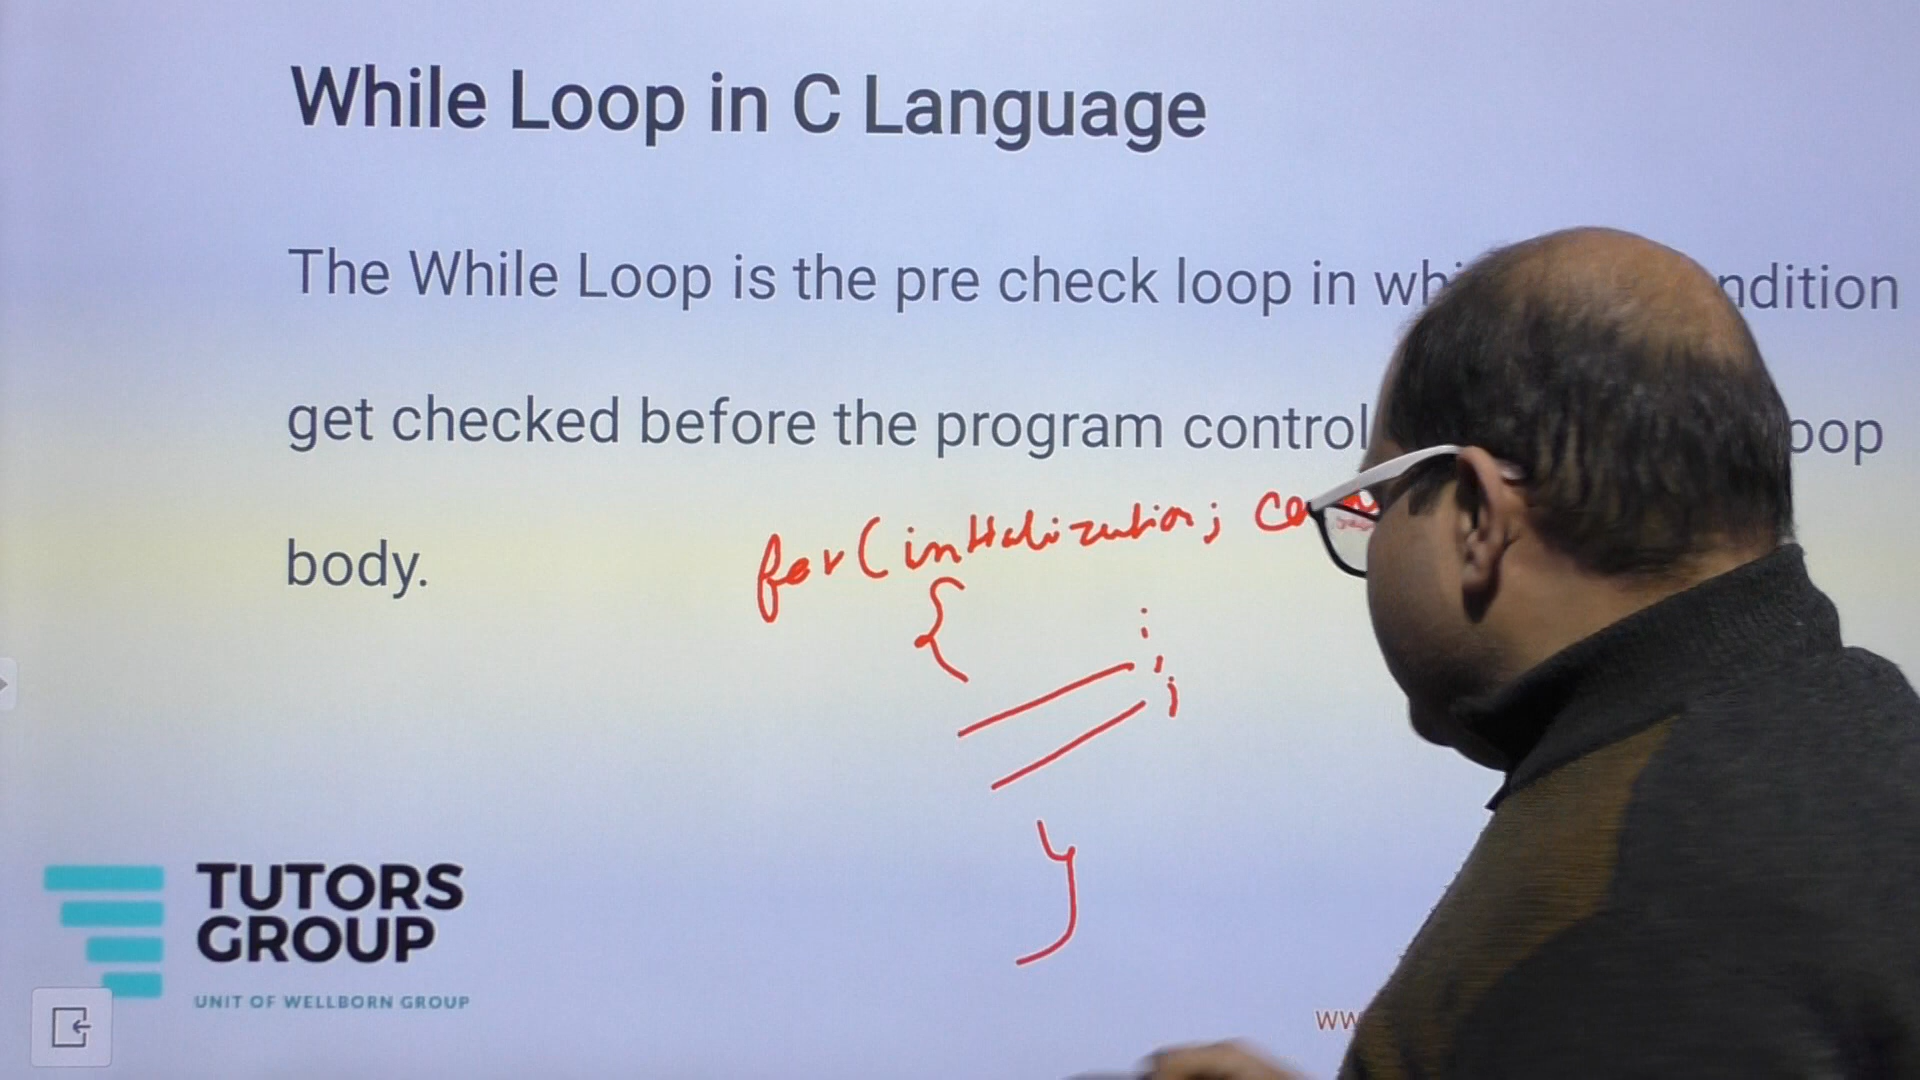 While Loop in C Language
The While Loop is the pre check loop in ndition
get checked before the program control oop
body.
for ( initialization ;
{
;
;
}
TUTORS
GROUP
UNIT OF WELLBORN GROUP